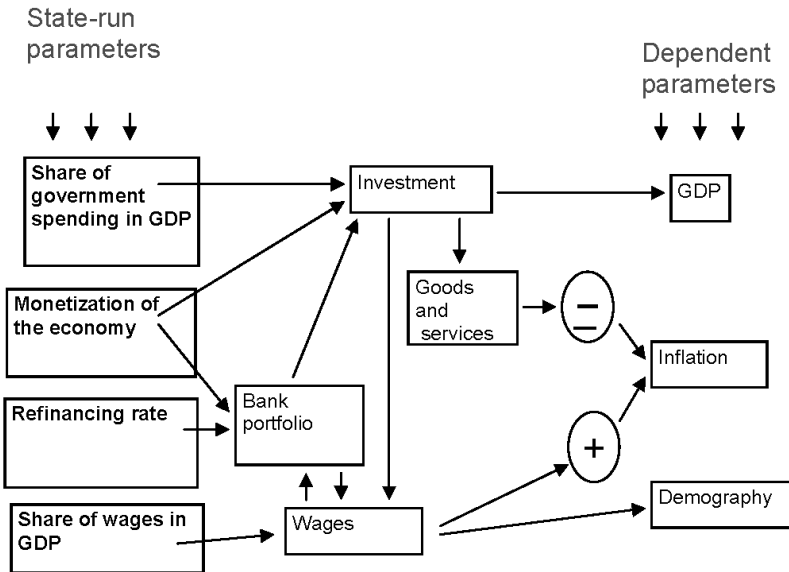 State-run
parameters
Dependent
parameters
Share of
government
spending in GDP
Investment
GDP
Monetization of
the economy
Goods
and
services
−
Inflation
Refinancing rate
Bank
portfolio
+
Share of wages in
GDP
Wages
Demography